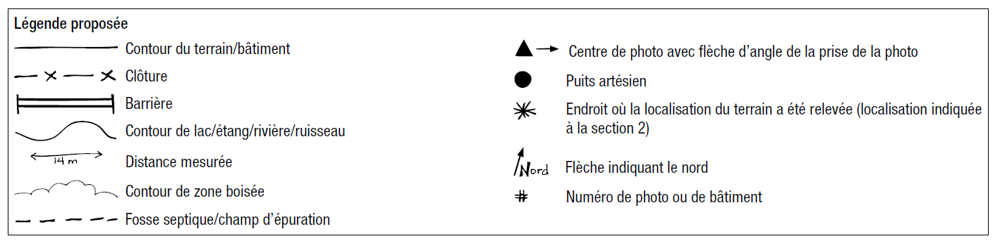 Légende proposée
Contour du terrain/bâtiment
Clôture
Barrière
Contour de lac/étang/rivière/ruisseau
14 m
Distance mesurée
Contour de zone boisée
Fosse septique/champ d’épuration
Centre de photo avec flèche d’angle de la prise de la photo
Puits artésien
Endroit où la localisation du terrain a été relevée (localisation indiquée
à la section 2)
Nord
Flèche indiquant le nord
# Numéro de photo ou de bâtiment